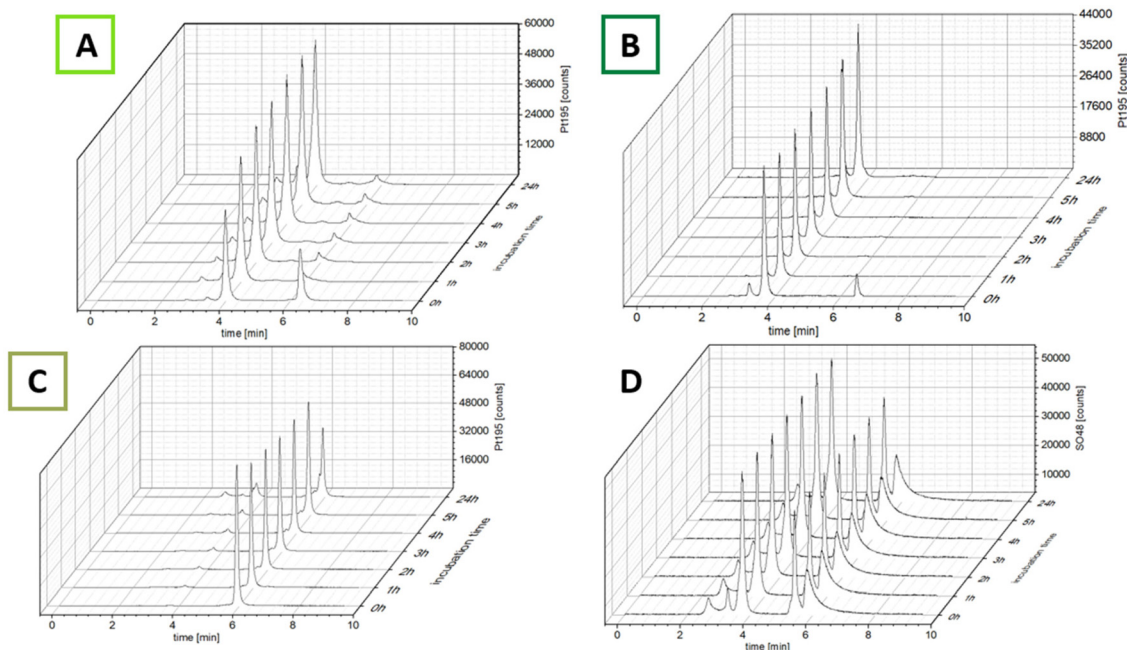 A
60000
48000
36000
24000
12000
Pt195 [counts]
24h
5h
4h
3h
2h
1h
0h
incubation time
0 2 4 6 8 10
time [min]
B
44000
35200
26400
17600
8800
Pt195 [counts]
24h
5h
4h
3h
2h
1h
0h
incubation time
0 2 4 6 8 10
time [min]
C
80000
64000
48000
32000
16000
Pt195 [counts]
24h
5h
4h
3h
2h
1h
0h
incubation time
0 2 4 6 8 10
time [min]
D
50000
40000
30000
20000
10000
SO48 [counts]
24h
5h
4h
3h
2h
1h
0h
incubation time
0 2 4 6 8 10
time [min]